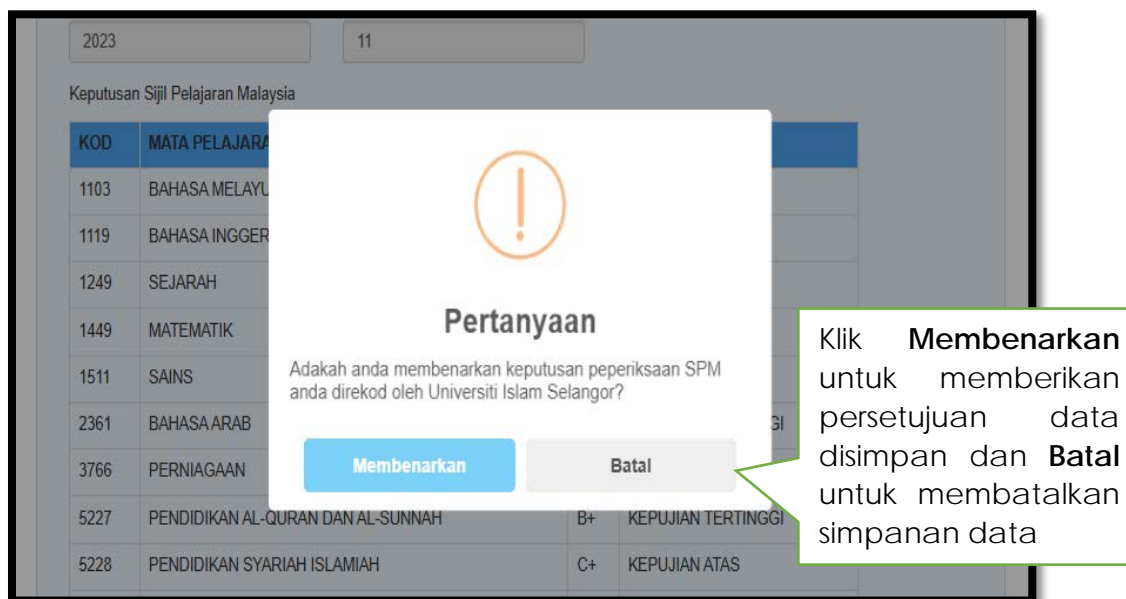 2023 11
Keputusan Sijil Pelajaran Malaysia
KOD MATA PELAJARA
1103 BAHASA MELAYU
1119 BAHASA INGGER
1249 SEJARAH
1449 MATEMATIK
1511 SAINS
2361 BAHASA ARAB GI
3766 PERNIAGAAN
5227 PENDIDIKAN AL-QURAN DAN AL-SUNNAH B+ KEPUJIAN TERTINGGI
5228 PENDIDIKAN SYARIAH ISLAMIAH C+ KEPUJIAN ATAS
Pertanyaan
Adakah anda membenarkan keputusan peperiksaan SPM
anda direkod oleh Universiti Islam Selangor?
Membenarkan Batal
Klik Membenarkan
untuk memberikan
persetujuan data
disimpan dan Batal
untuk membatalkan
simpanan data